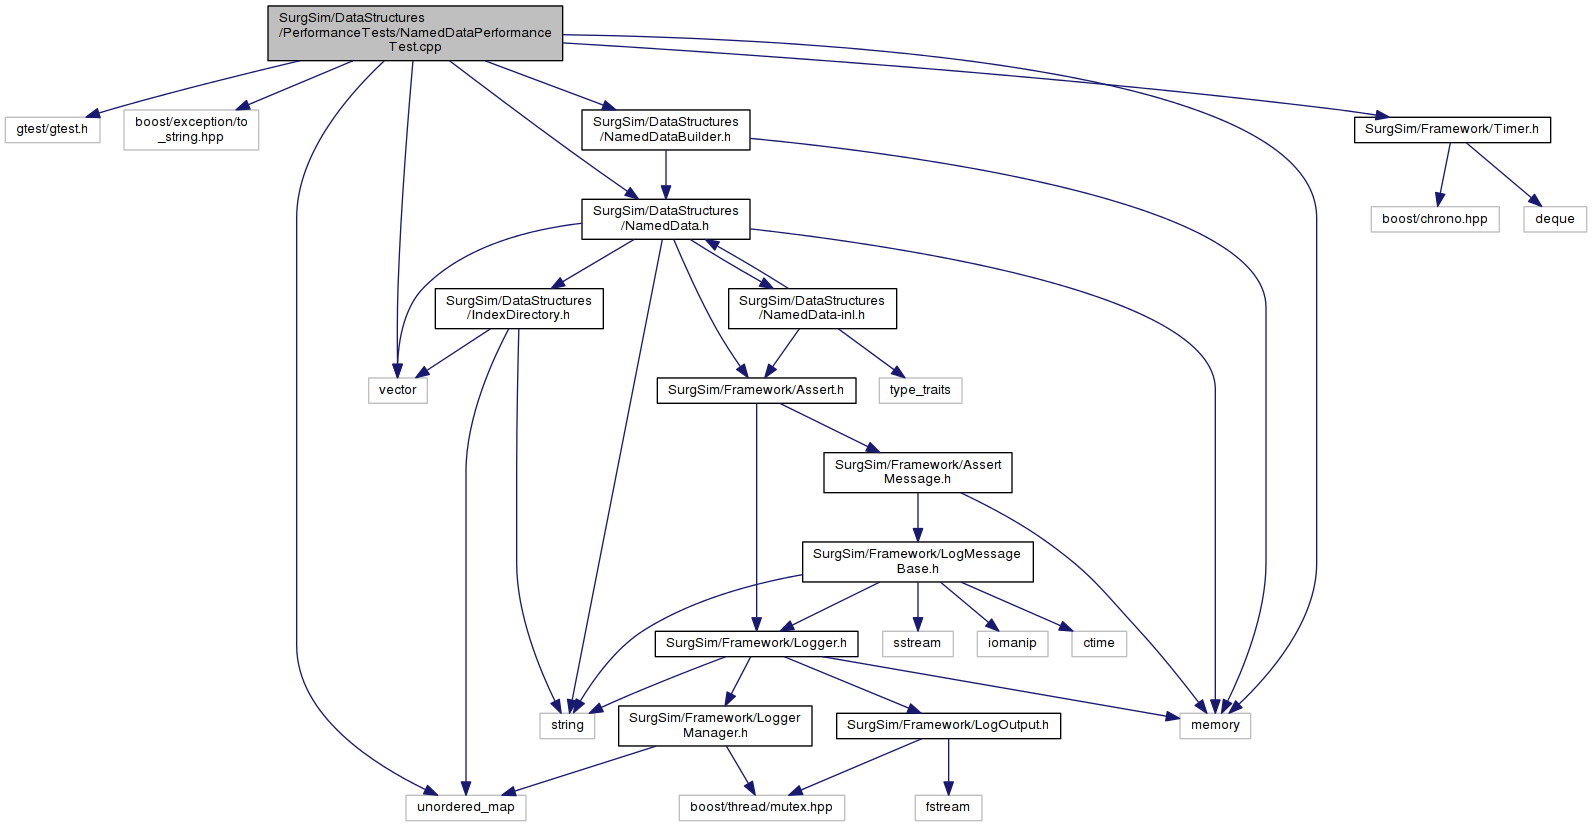 SurgSim/DataStructures
/PerformanceTests/NamedDataPerformance
Test.cpp
gtest/gtest.h
boost/exception/to
_string.hpp
SurgSim/DataStructures
/NamedDataBuilder.h
SurgSim/Framework/Timer.h
SurgSim/DataStructures
/NamedData.h
boost/chrono.hpp
deque
SurgSim/DataStructures
/IndexDirectory.h
SurgSim/DataStructures
/NamedData-inl.h
vector
SurgSim/Framework/Assert.h
type_traits
SurgSim/Framework/Assert
Message.h
SurgSim/Framework/LogMessage
Base.h
SurgSim/Framework/Logger.h
sstream
iomanip
ctime
string
SurgSim/Framework/Logger
Manager.h
SurgSim/Framework/LogOutput.h
memory
unordered_map
boost/thread/mutex.hpp
fstream